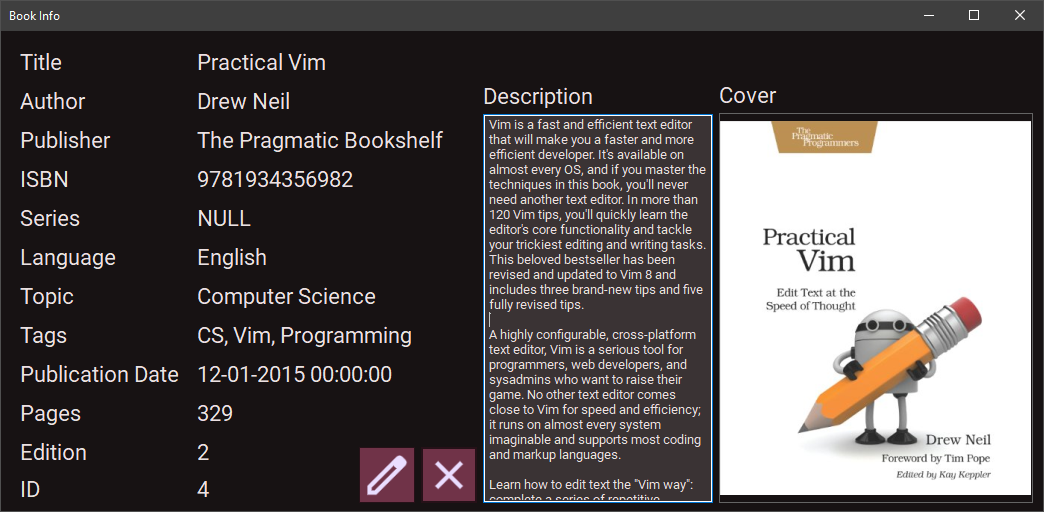 Book Info
Title Practical Vim
Author Drew Neil
Publisher The Pragmatic Bookshelf
ISBN 9781934356982
Series NULL
Language English
Topic Computer Science
Tags CS, Vim, Programming
Publication Date 12-01-2015 00:00:00
Pages 329
Edition 2
ID 4
Description
Vim is a fast and efficient text editor
that will make you a faster and more
efficient developer. It's available on
almost every OS, and if you master the
techniques in this book, you'll never
need another text editor. In more than
120 Vim tips, you'll quickly learn the
editor's core functionality and tackle
your trickiest editing and writing tasks.
This beloved bestseller has been
revised and updated to Vim 8 and
includes three brand-new tips and five
fully revised tips.
A highly configurable, cross-platform
text editor, Vim is a serious tool for
programmers, web developers, and
sysadmins who want to raise their
game. No other text editor comes
close to Vim for speed and efficiency;
it runs on almost every system
imaginable and supports most coding
and markup languages.
Learn how to edit text the "Vim way":
complete a series of repetitive
Cover
The
Pragmatic
Programmers
Practical
Vim
Edit Text at the
Speed of Thought
Drew Neil
Foreword by Tim Pope
Edited by Kay Keppler